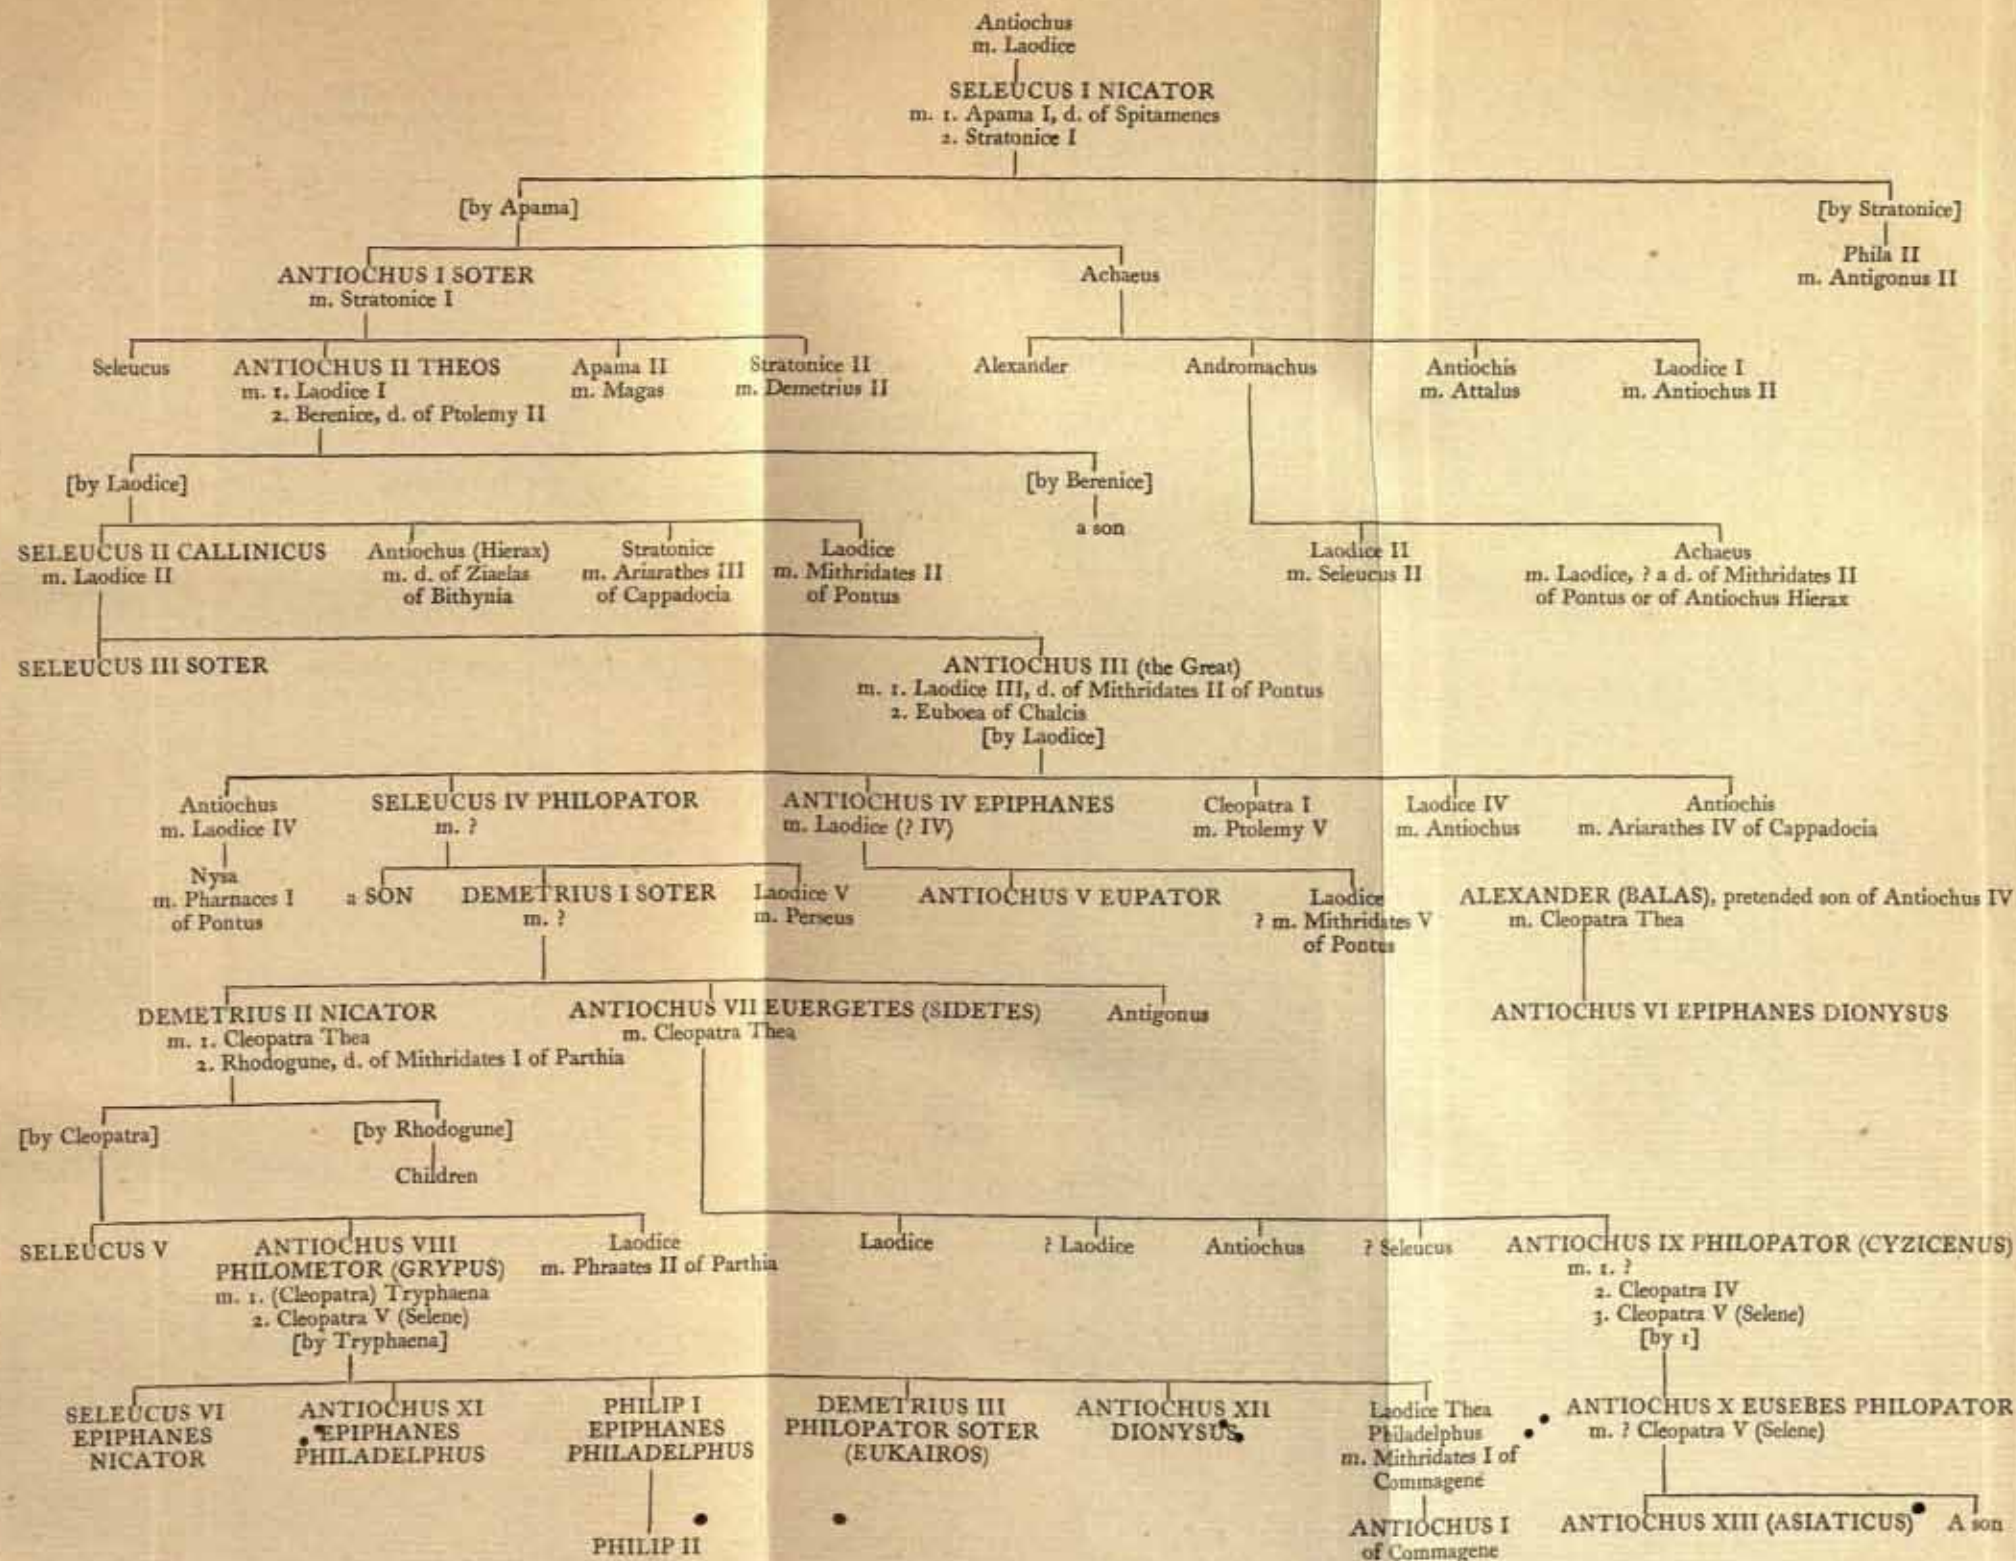 Antiochus
m. Laodice
SELEUCUS I NICATOR
m. 1. Apama I, d. of Spitamenes
2. Stratonice I
[by Apama]
[by Stratonice]
Phila II
m. Antigonus II
ANTIOCHUS I SOTER
m. Stratonice I
Achaeus
Seleucus
ANTIOCHUS II THEOS
m. 1. Laodice I
2. Berenice, d. of Ptolemy II
Apama II
m. Magas
Stratonice II
m. Demetrius II
Alexander
Andromachus
Antiochis
m. Attalus
Laodice I
m. Antiochus II
[by Laodice]
[by Berenice]
a son
SELEUCUS II CALLINICUS
m. Laodice II
Antiochus (Hierax)
m. d. of Ziaelas
of Bithynia
Stratonice
m. Ariarathes III
of Cappadocia
Laodice
m. Mithridates II
of Pontus
Laodice II
m. Seleucus II
Achaeus
m. Laodice, ? a d. of Mithridates II
of Pontus or of Antiochus Hierax
SELEUCUS III SOTER
ANTIOCHUS III (the Great)
m. 1. Laodice III, d. of Mithridates II of Pontus
2. Euboea of Chalcis
[by Laodice]
Antiochus
m. Laodice IV
SELEUCUS IV PHILOPATOR
m. ?
ANTIOCHUS IV EPIPHANES
m. Laodice (? IV)
Cleopatra I
m. Ptolemy V
Laodice IV
m. Antiochus
Antiochis
m. Ariarathes IV of Cappadocia
Nysa
m. Pharnaces I
of Pontus
a SON
DEMETRIUS I SOTER
m. ?
Laodice V
m. Perseus
ANTIOCHUS V EUPATOR
Laodice
? m. Mithridates V
of Pontus
ALEXANDER (BALAS), pretended son of Antiochus IV
m. Cleopatra Thea
DEMETRIUS II NICATOR
m. 1. Cleopatra Thea
2. Rhodogune, d. of Mithridates I of Parthia
ANTIOCHUS VII EUERGETES (SIDETES)
m. Cleopatra Thea
Antigonus
ANTIOCHUS VI EPIPHANES DIONYSUS
[by Cleopatra]
[by Rhodogune]
Children
SELEUCUS V
ANTIOCHUS VIII
PHILOMETOR (GRYPUS)
m. 1. (Cleopatra) Tryphaena
2. Cleopatra V (Selene)
[by Tryphaena]
Laodice
m. Phraates II of Parthia
Laodice
? Laodice
Antiochus
? Seleucus
ANTIOCHUS IX PHILOPATOR (CYZICENUS)
m. 1. ?
2. Cleopatra IV
3. Cleopatra V (Selene)
[by 1]
SELEUCUS VI
EPIPHANES
NICATOR
ANTIOCHUS XI
EPIPHANES
PHILADELPHUS
PHILIP I
EPIPHANES
PHILADELPHUS
DEMETRIUS III
PHILOPATOR SOTER
(EUKAIROS)
ANTIOCHUS XII
DIONYSUS
Laodice Thea
Philadelphus
m. Mithridates I of
Commagene
ANTIOCHUS X EUSEBES PHILOPATOR
m. ? Cleopatra V (Selene)
PHILIP II
ANTIOCHUS I
of Commagene
ANTIOCHUS XIII (ASIATICUS)
A son